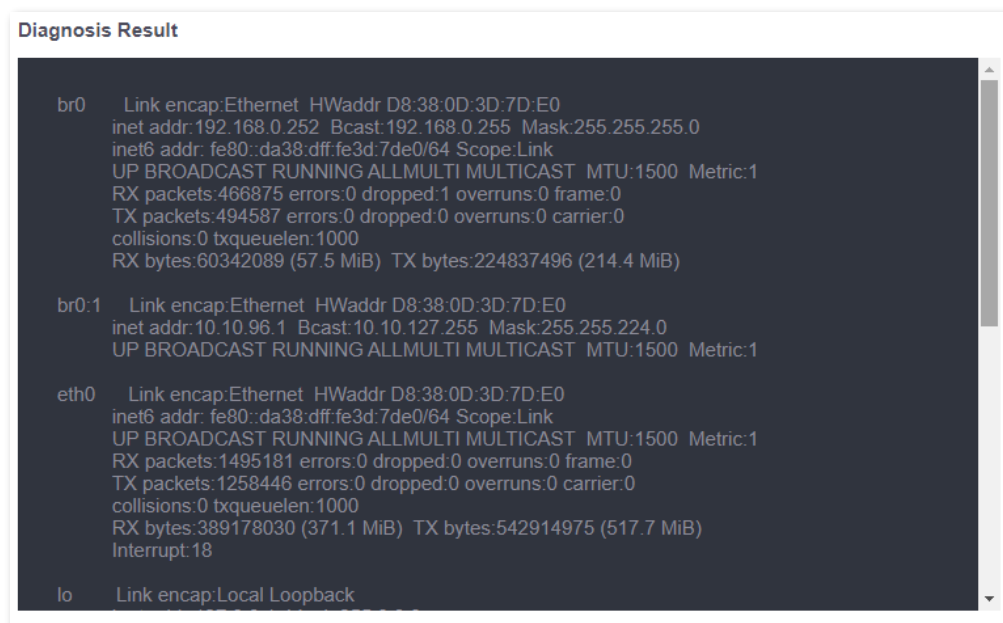 Diagnosis Result
br0 Link encap:Ethernet HWaddr D8:38:0D:3D:7D:E0
inet addr:192.168.0.252 Bcast:192.168.0.255 Mask:255.255.255.0
inet6 addr: fe80::da38:dff:fe3d:7de0/64 Scope:Link
UP BROADCAST RUNNING ALLMULTI MULTICAST MTU:1500 Metric:1
RX packets:466875 errors:0 dropped:1 overruns:0 frame:0
TX packets:494587 errors:0 dropped:0 overruns:0 carrier:0
collisions:0 txqueuelen:1000
RX bytes:60342089 (57.5 MiB) TX bytes:224837496 (214.4 MiB)
br0:1 Link encap:Ethernet HWaddr D8:38:0D:3D:7D:E0
inet addr:10.10.96.1 Bcast:10.10.127.255 Mask:255.255.224.0
UP BROADCAST RUNNING ALLMULTI MULTICAST MTU:1500 Metric:1
eth0 Link encap:Ethernet HWaddr D8:38:0D:3D:7D:E0
inet6 addr: fe80::da38:dff:fe3d:7de0/64 Scope:Link
UP BROADCAST RUNNING ALLMULTI MULTICAST MTU:1500 Metric:1
RX packets:1495181 errors:0 dropped:0 overruns:0 frame:0
TX packets:1258446 errors:0 dropped:0 overruns:0 carrier:0
collisions:0 txqueuelen:1000
RX bytes:389178030 (371.1 MiB) TX bytes:542914975 (517.7 MiB)
Interrupt:18
lo Link encap:Local Loopback